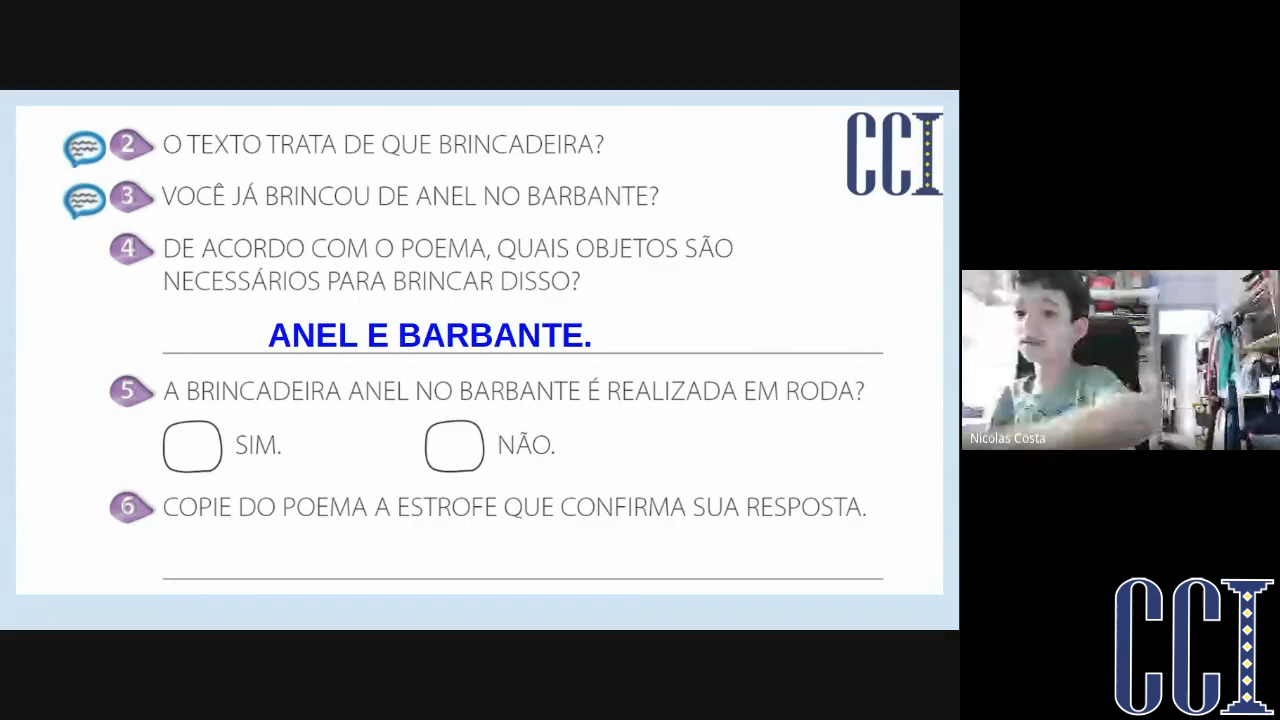 CCI
2 O TEXTO TRATA DE QUE BRINCADEIRA?
3 VOCÊ JÁ BRINCOU DE ANEL NO BARBANTE?
4 DE ACORDO COM O POEMA, QUAIS OBJETOS SÃO
NECESSÁRIOS PARA BRINCAR DISSO?
ANEL E BARBANTE.
5 A BRINCADEIRA ANEL NO BARBANTE É REALIZADA EM RODA?
SIM. NÃO.
6 COPIE DO POEMA A ESTROFE QUE CONFIRMA SUA RESPOSTA.
Nicolas Costa
CCI